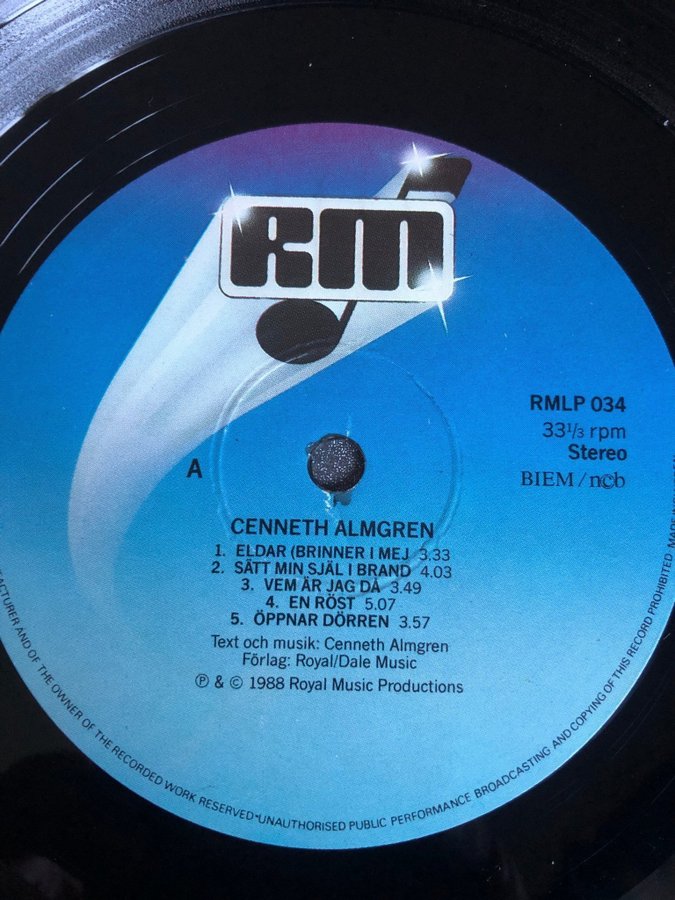 RM
RMLP 034
33⅓ rpm
Stereo
BIEM/n©b
A
CENNETH ALMGREN
1. ELDAR (BRINNER I MEJ 3.33
2. SÄTT MIN SJÄL I BRAND 4.03
3. VEM ÄR JAG DÅ 3.49
4. EN RÖST 5.07
5. ÖPPNAR DÖRREN 3.57
Text och musik: Cenneth Almgren
Förlag: Royal/Dale Music
℗ & © 1988 Royal Music Productions
AND OF THE OWNER OF THE RECORDED WORK RESERVED•UNAUTHORISED PUBLIC PERFORMANCE BROADCASTING AND COPYING OF THIS RECORD PROHIBITED